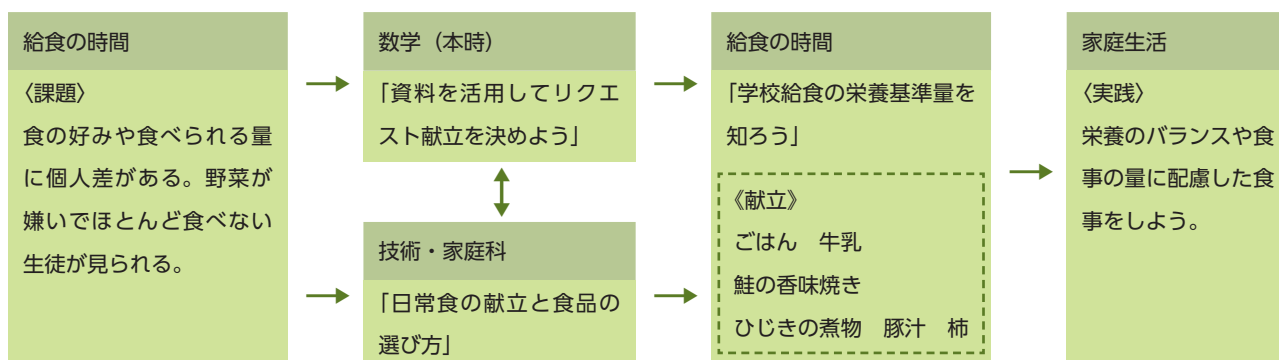 給食の時間
〈課題〉
食の好みや食べられる量
に個人差がある。野菜が
嫌いでほとんど食べない
生徒が見られる。
数学（本時）
「資料を活用してリクエ
スト献立を決めよう」
技術・家庭科
「日常食の献立と食品の
選び方」
給食の時間
「学校給食の栄養基準量を
知ろう」
《献立》
ごはん　牛乳
鮭の香味焼き
ひじきの煮物　豚汁　柿
家庭生活
〈実践〉
栄養のバランスや食
事の量に配慮した食
事をしよう。